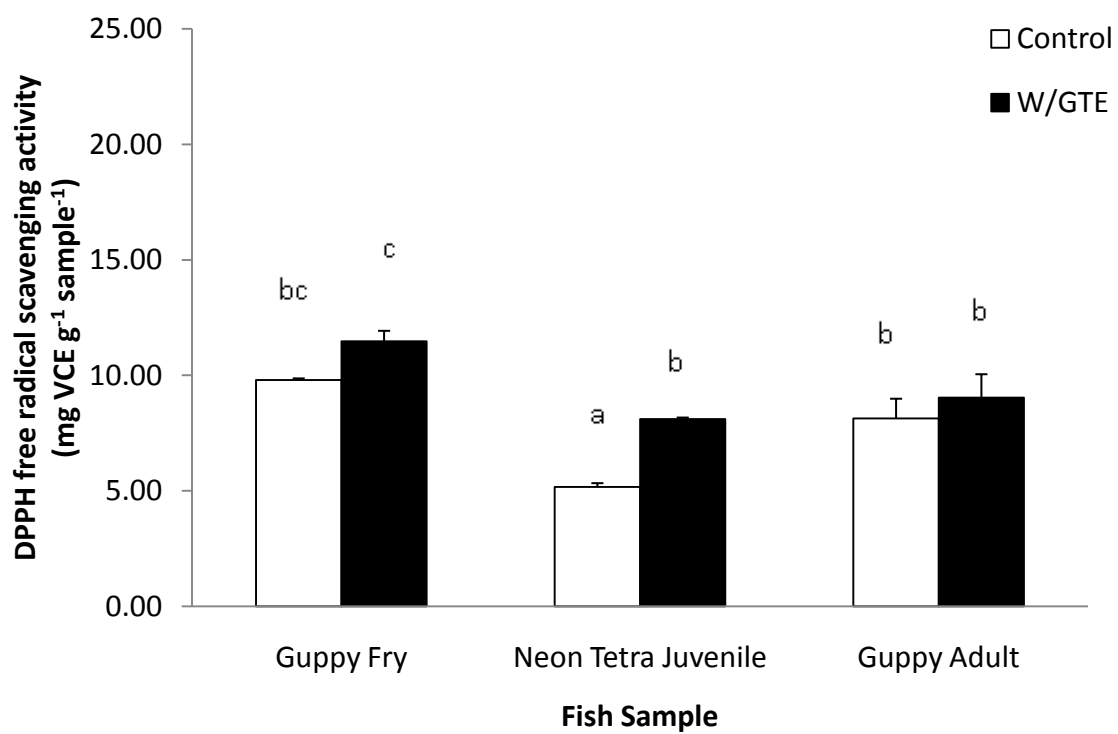 25.00
20.00
15.00
10.00
5.00
0.00
DPPH free radical scavenging activity
(mg VCE g⁻¹ sample⁻¹)
Control
W/GTE
bc
c
a
b
b
b
Guppy Fry
Neon Tetra Juvenile
Guppy Adult
Fish Sample